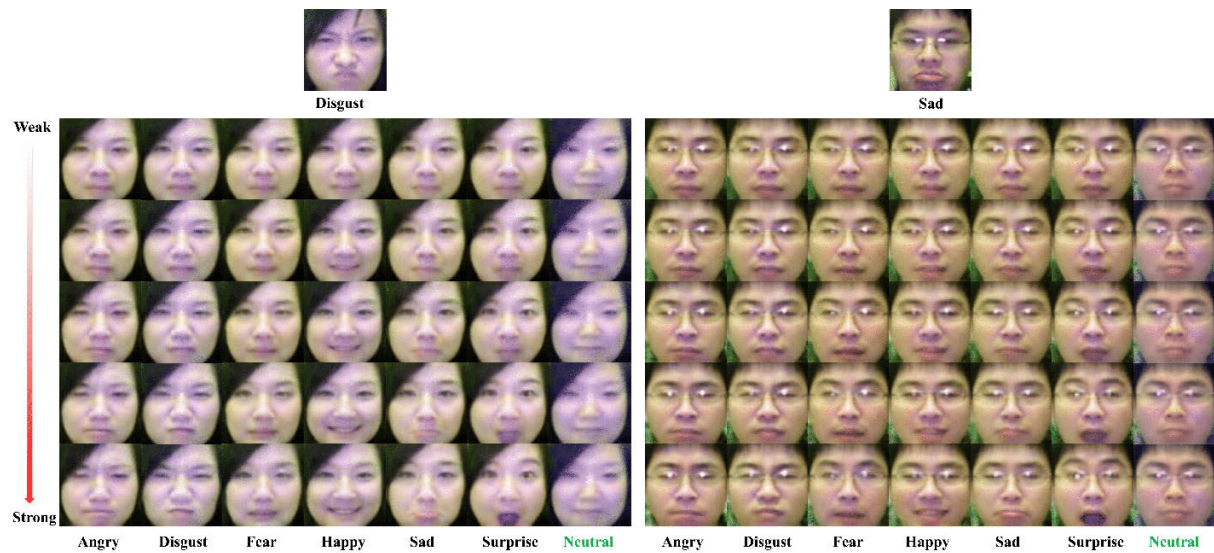 Disgust
Sad
Weak
Strong
Angry Disgust Fear Happy Sad Surprise Neutral
Angry Disgust Fear Happy Sad Surprise Neutral